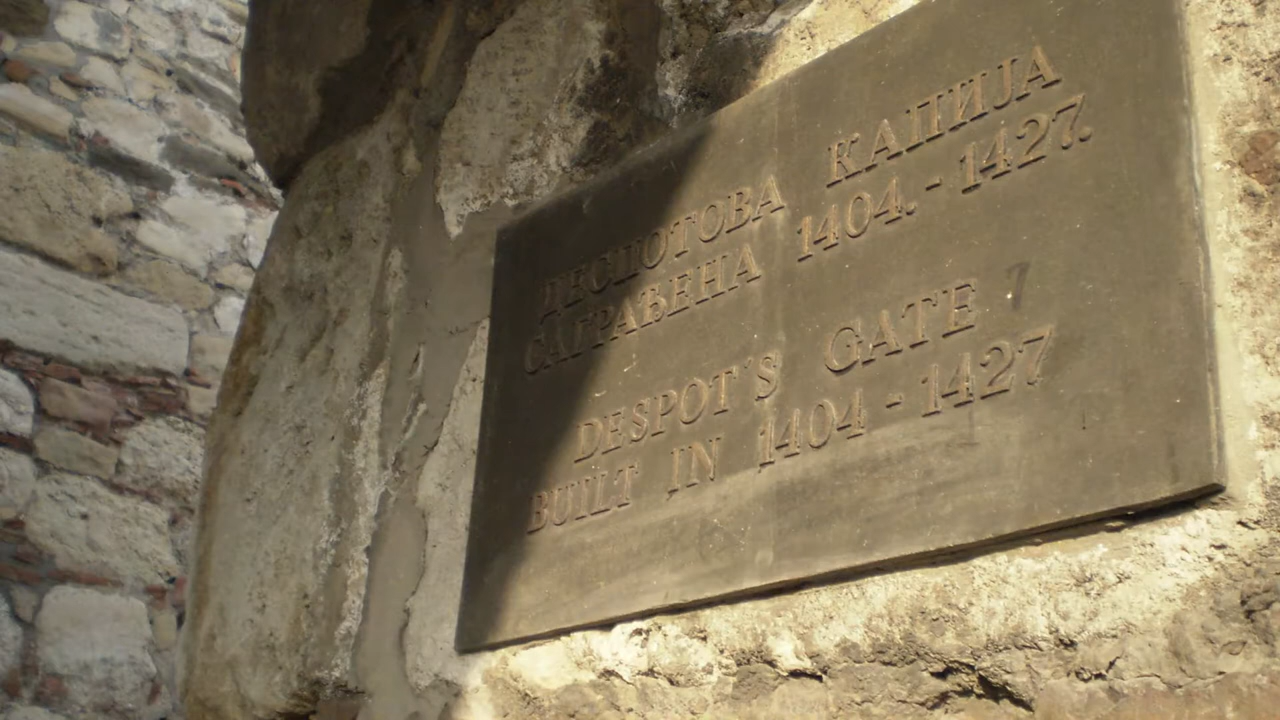 ДЕСПОТОВА КАПИЈА
САГРАЂЕНА 1404.-1427.
DESPOT'S GATE
BUILT IN 1404-1427